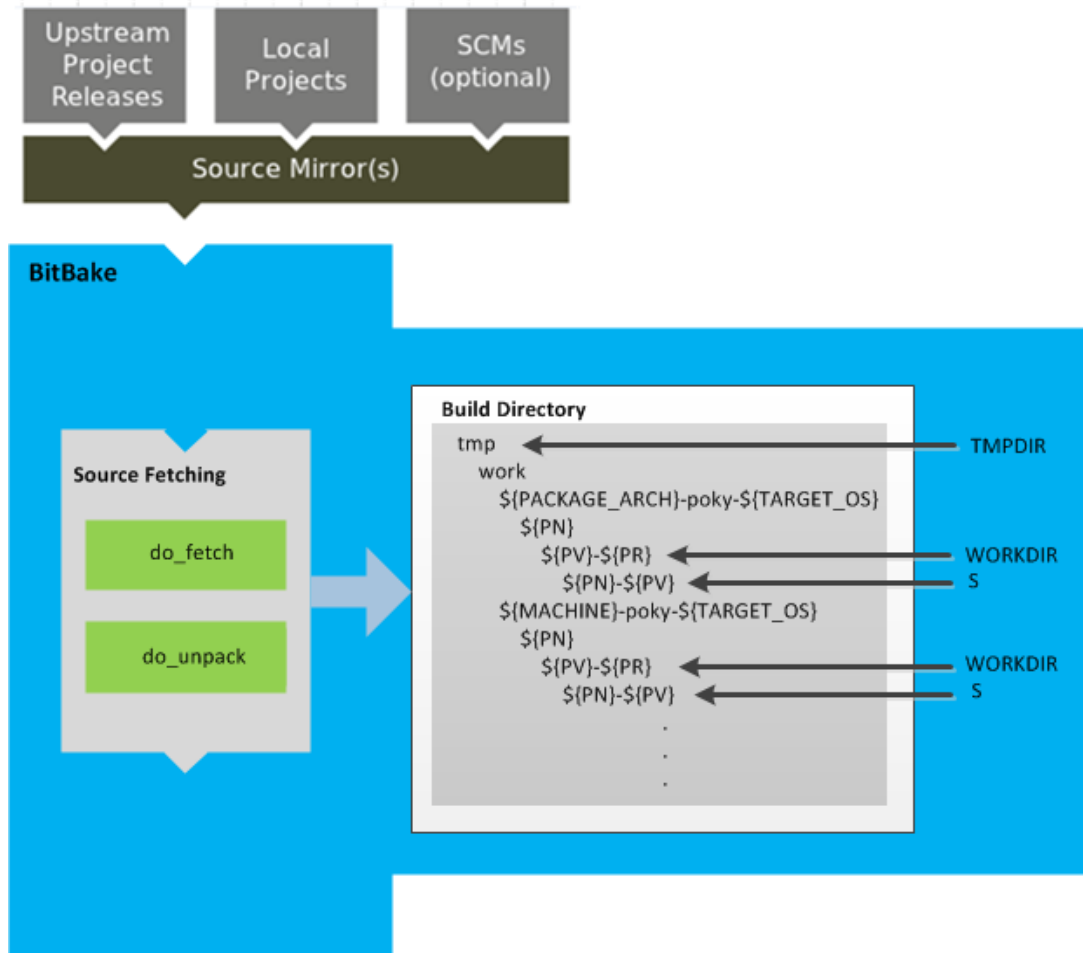 Upstream
Project
Releases
Local
Projects
SCMs
(optional)
Source Mirror(s)
BitBake
Source Fetching
do_fetch
do_unpack
Build Directory
tmp
TMPDIR
work
${PACKAGE_ARCH}-poky-${TARGET_OS}
${PN}
${PV}-${PR}
WORKDIR
${PN}-${PV}
S
${MACHINE}-poky-${TARGET_OS}
${PN}
${PV}-${PR}
WORKDIR
${PN}-${PV}
S
.
.
.